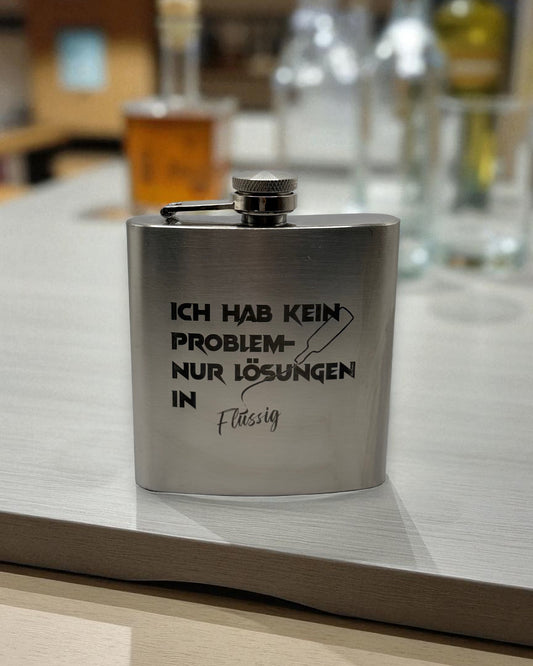 ICH HAB KEIN
PROBLEM-
NUR LÖSUNGEN
IN
Flüssig